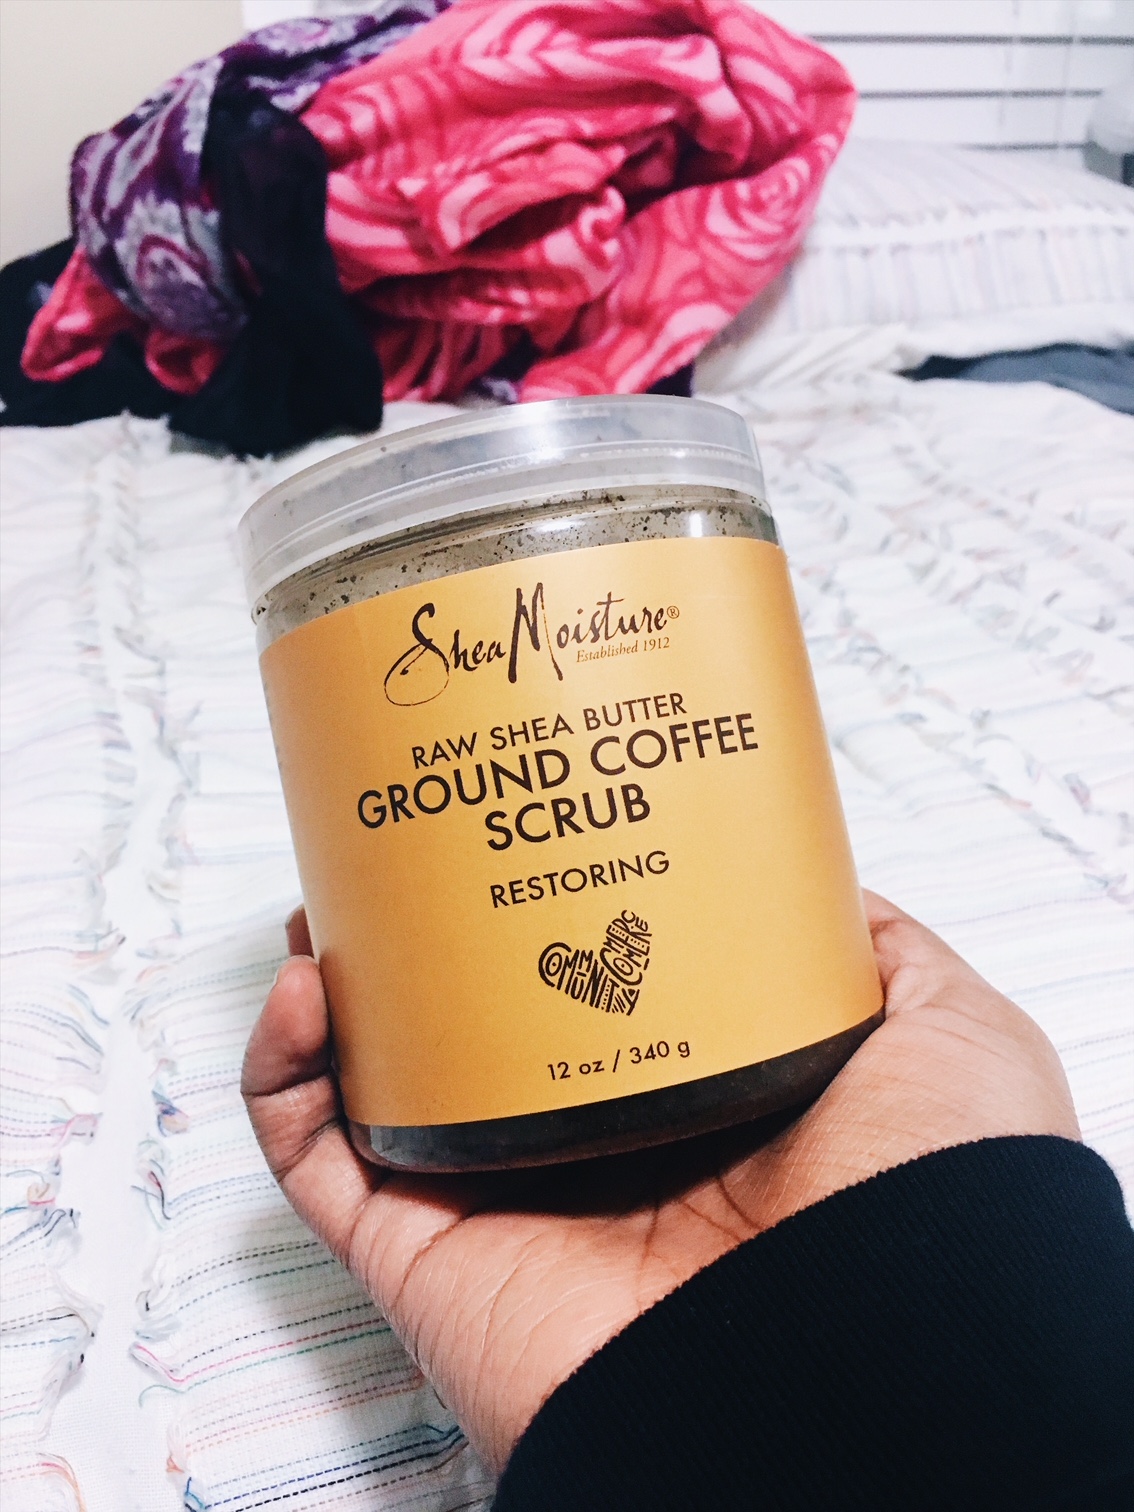 SheaMoisture®
Established 1912
RAW SHEA BUTTER
GROUND COFFEE
SCRUB
RESTORING
COMMUNITY COMMERCE
12 oz / 340 g